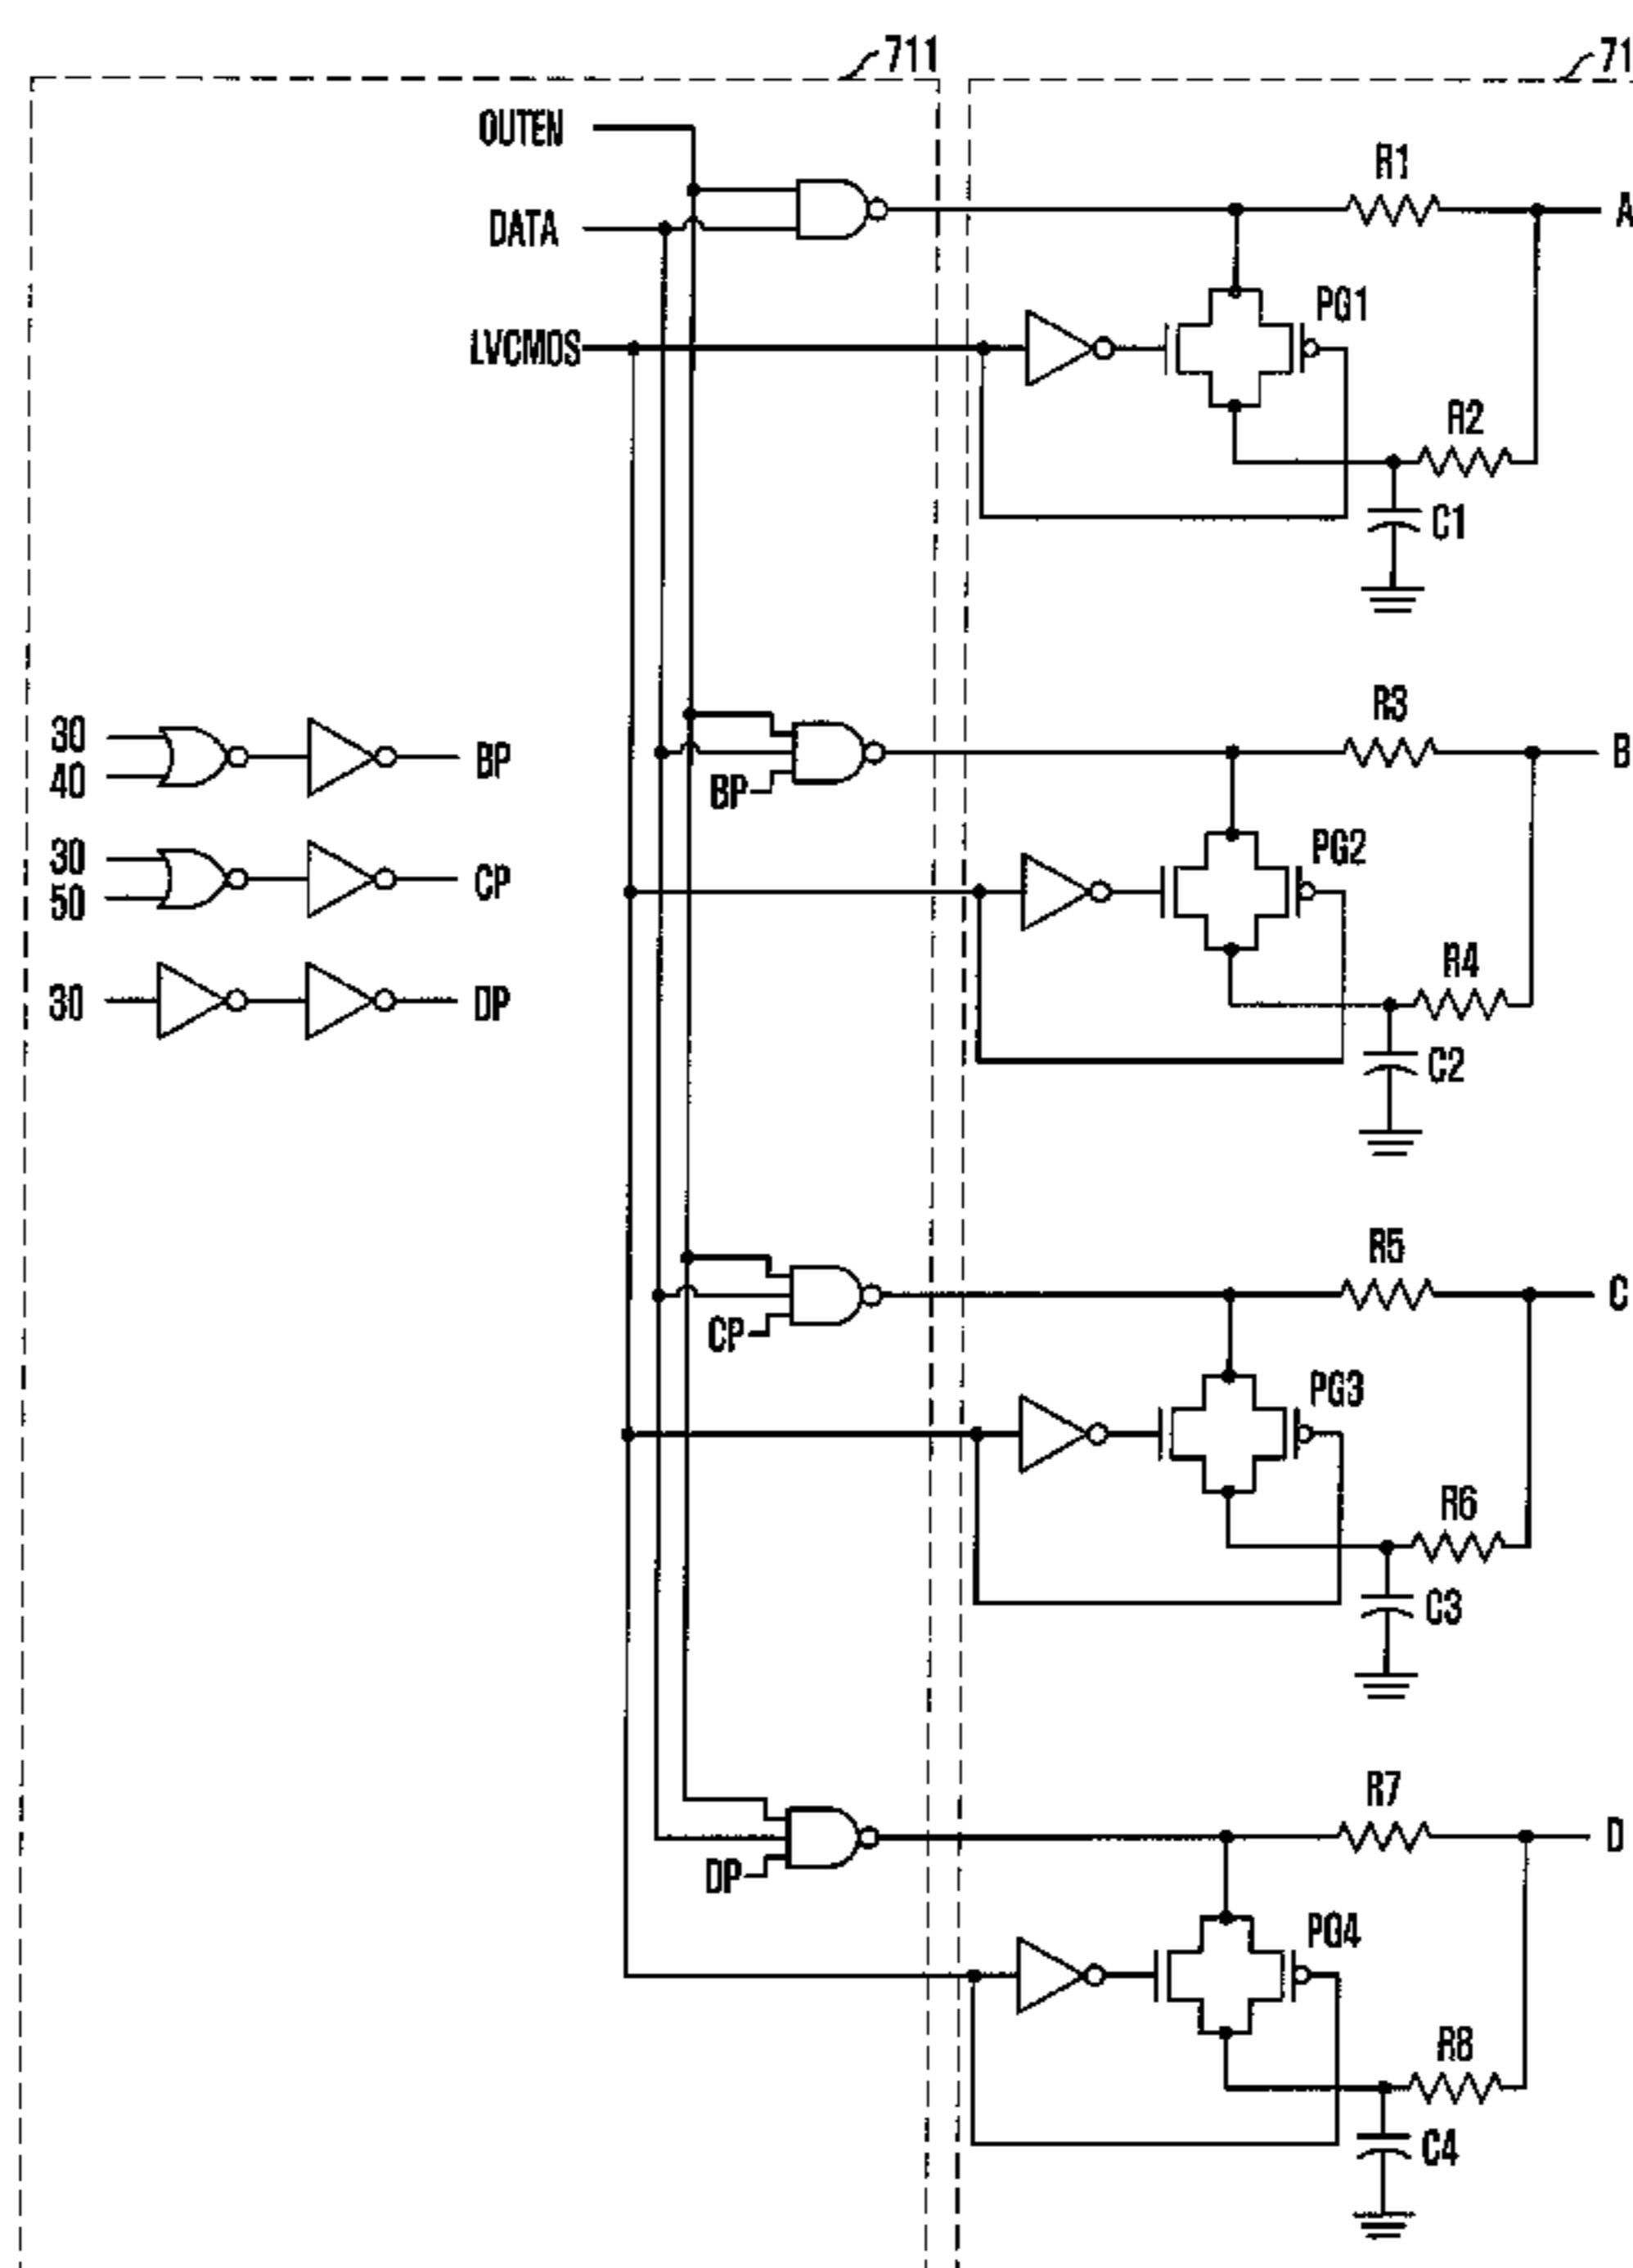 711
71
OUTEN
R1
A
DATA
PG1
LVCMOS
R2
C1
R3
B
30
40
BP
BP
PG2
30
50
CP
R4
30
DP
C2
R5
C
CP
PG3
R6
C3
R7
D
DP
PG4
R8
C4